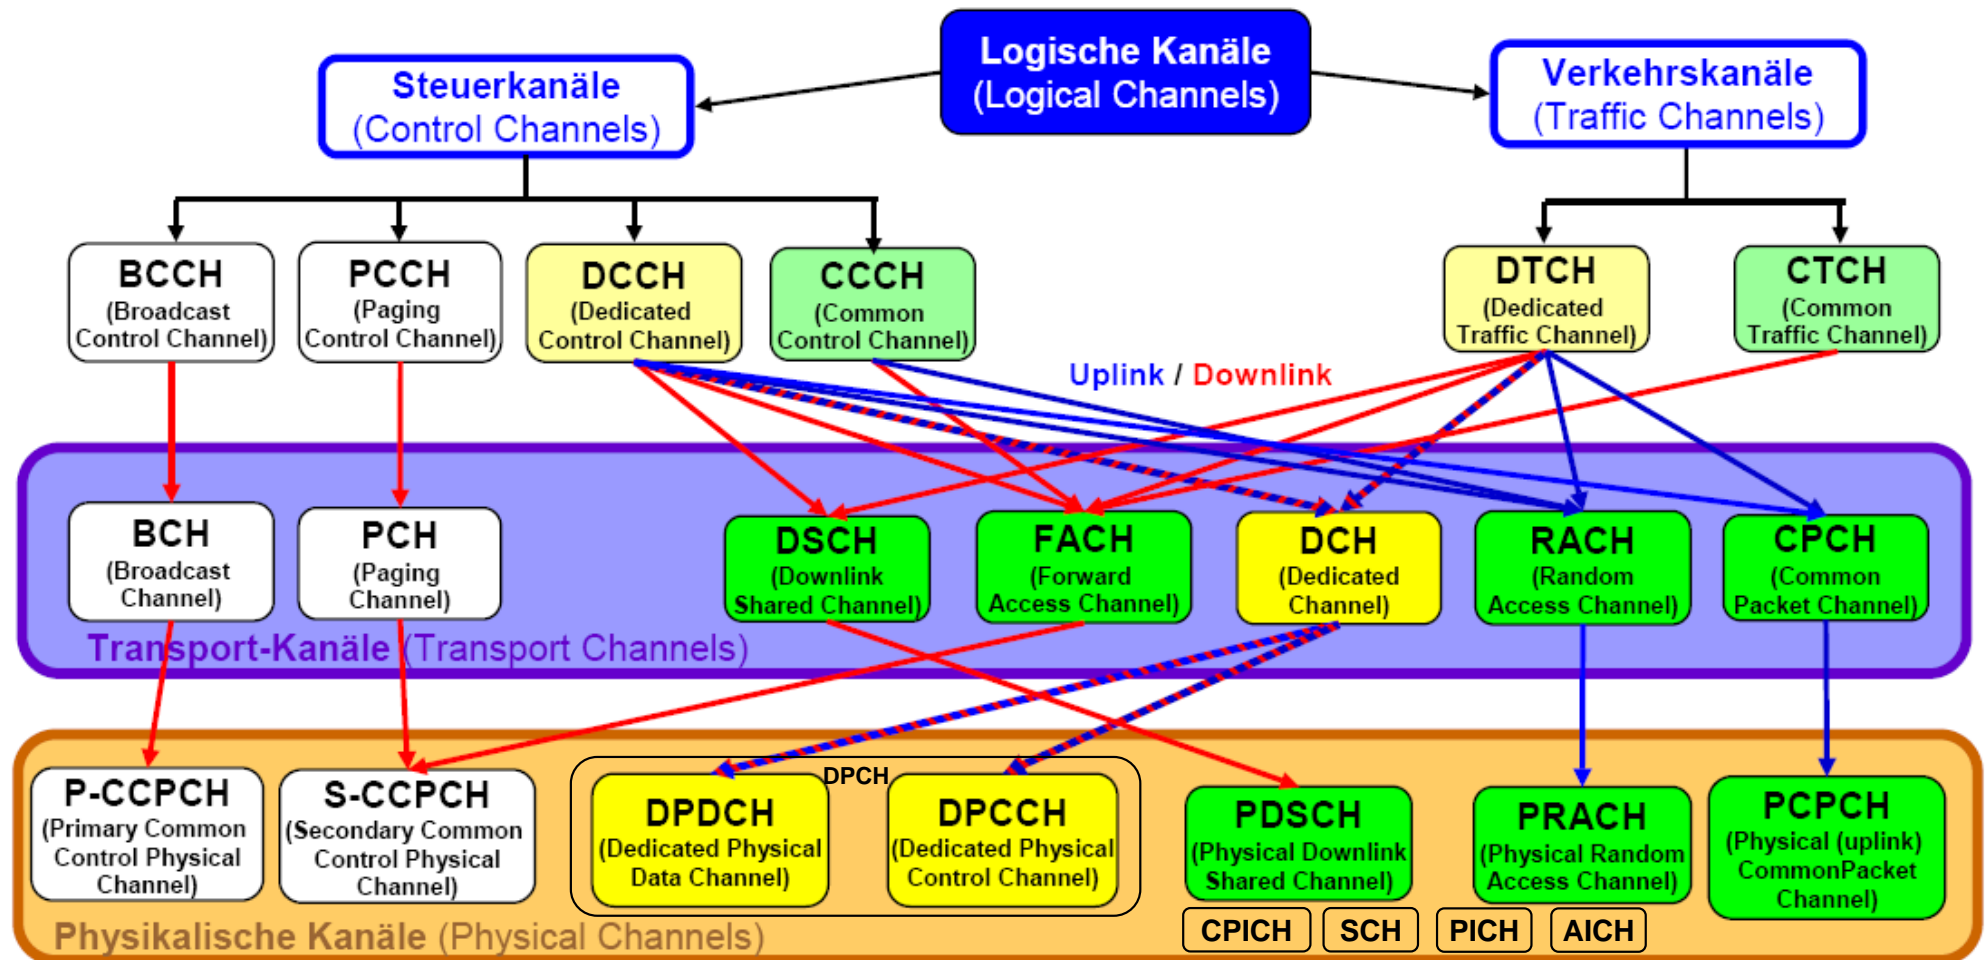 Logische Kanäle
(Logical Channels)
Steuerkanäle
(Control Channels)
Verkehrskanäle
(Traffic Channels)
BCCH
(Broadcast
Control Channel)
PCCH
(Paging
Control Channel)
DCCH
(Dedicated
Control Channel)
CCCH
(Common
Control Channel)
DTCH
(Dedicated
Traffic Channel)
CTCH
(Common
Traffic Channel)
Uplink / Downlink
BCH
(Broadcast
Channel)
PCH
(Paging
Channel)
DSCH
(Downlink
Shared Channel)
FACH
(Forward
Access Channel)
DCH
(Dedicated
Channel)
RACH
(Random
Access Channel)
CPCH
(Common
Packet Channel)
Transport-Kanäle (Transport Channels)
P-CCPCH
(Primary Common
Control Physical
Channel)
S-CCPCH
(Secondary Common
Control Physical
Channel)
DPCH
DPDCH
(Dedicated Physical
Data Channel)
DPCCH
(Dedicated Physical
Control Channel)
PDSCH
(Physical Downlink
Shared Channel)
PRACH
(Physical Random
Access Channel)
PCPCH
(Physical (uplink)
CommonPacket
Channel)
CPICH
SCH
PICH
AICH
Physikalische Kanäle (Physical Channels)